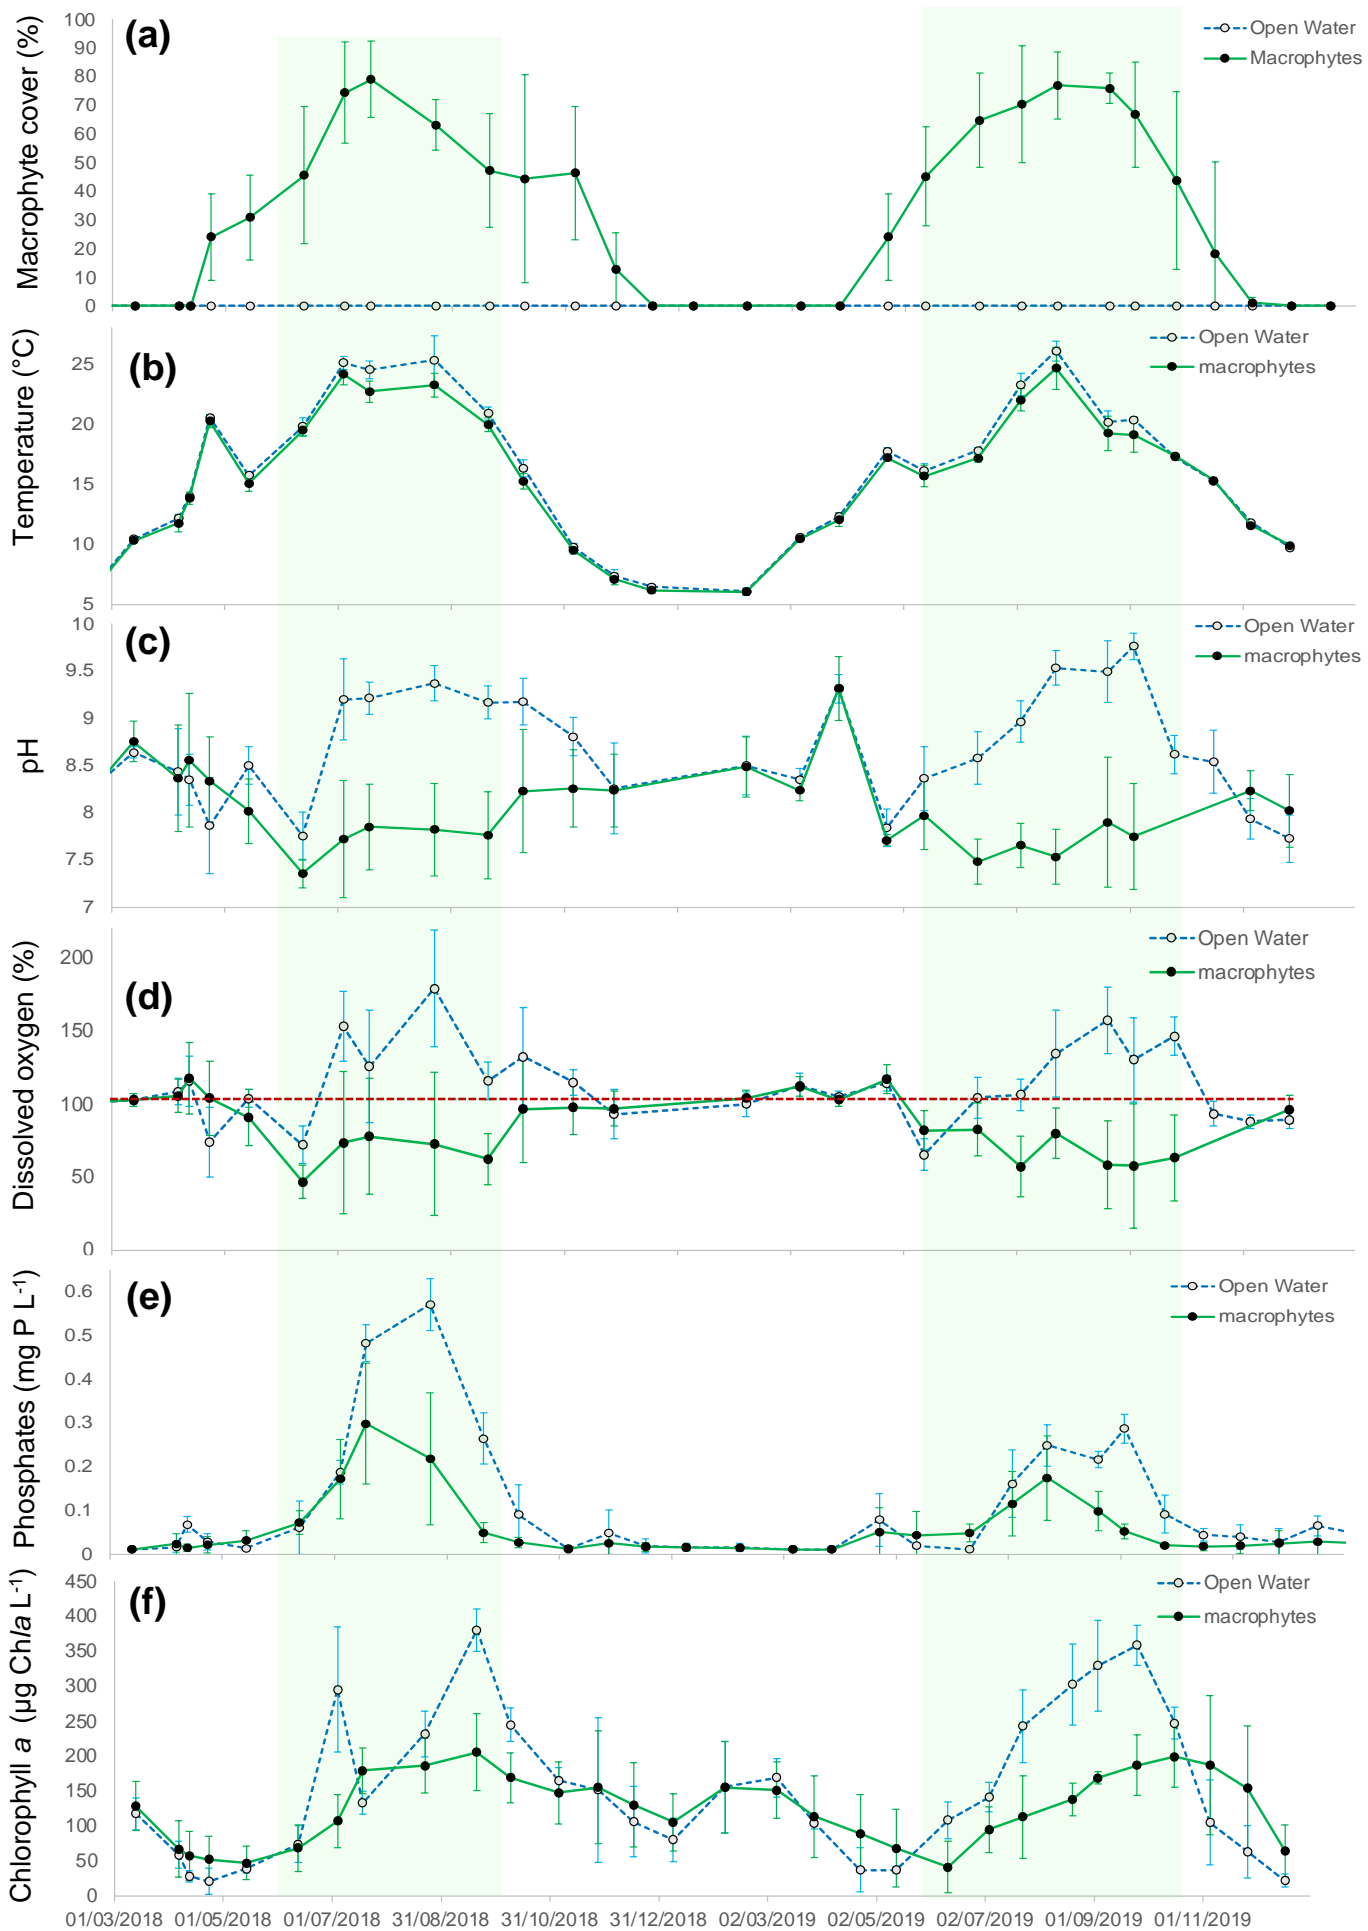 (a)
Macrophyte cover (%)
100
90
80
70
60
50
40
30
20
10
0
Open Water
Macrophytes
(b)
Temperature (°C)
25
20
15
10
5
Open Water
macrophytes
(c)
pH
10
9.5
9
8.5
8
7.5
7
Open Water
macrophytes
(d)
Dissolved oxygen (%)
200
150
100
50
0
Open Water
macrophytes
(e)
Phosphates (mg P L⁻¹)
0.6
0.5
0.4
0.3
0.2
0.1
0
Open Water
macrophytes
(f)
Chlorophyll a (µg Chla L⁻¹)
450
400
350
300
250
200
150
100
50
0
Open Water
macrophytes
01/03/2018 01/05/2018 01/07/2018 31/08/2018 31/10/2018 31/12/2018 02/03/2019 02/05/2019 02/07/2019 01/09/2019 01/11/2019